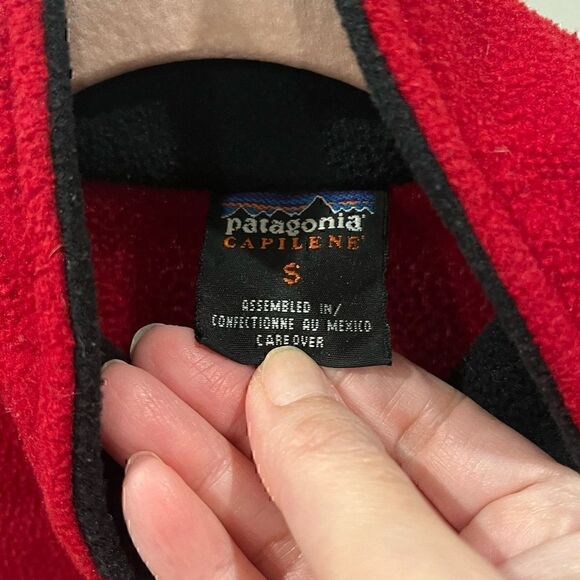 patagonia®
CAPILENE®
S
ASSEMBLED IN/
CONFECTIONNE AU MEXICO
CARE OVER